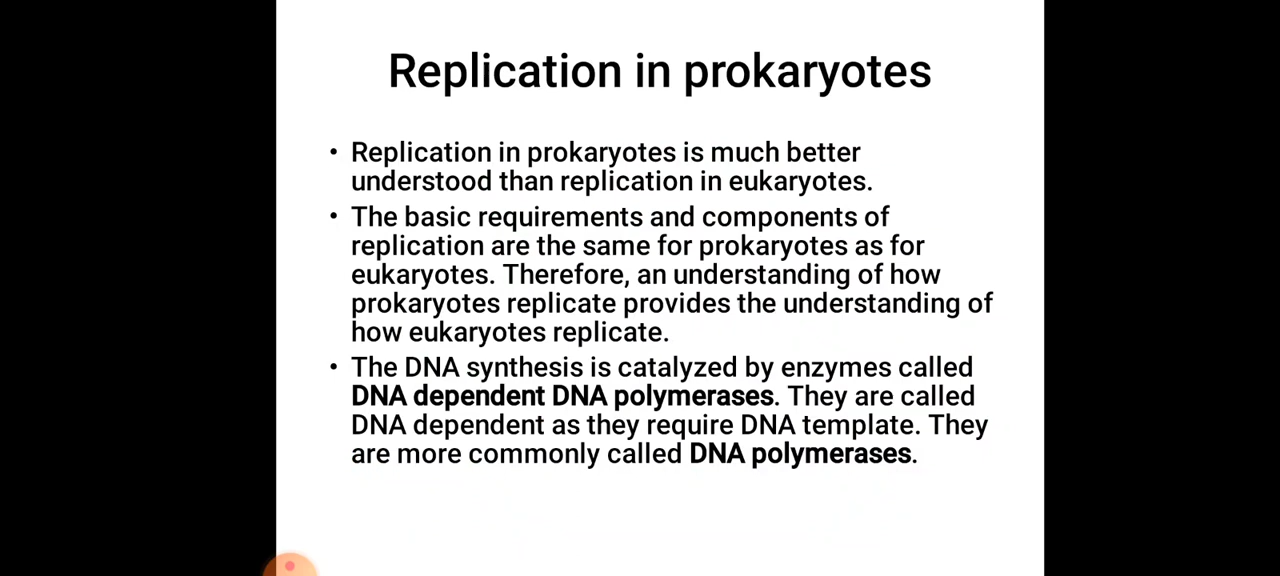 Replication in prokaryotes
• Replication in prokaryotes is much better
understood than replication in eukaryotes.
• The basic requirements and components of
replication are the same for prokaryotes as for
eukaryotes. Therefore, an understanding of how
prokaryotes replicate provides the understanding of
how eukaryotes replicate.
• The DNA synthesis is catalyzed by enzymes called
DNA dependent DNA polymerases. They are called
DNA dependent as they require DNA template. They
are more commonly called DNA polymerases.